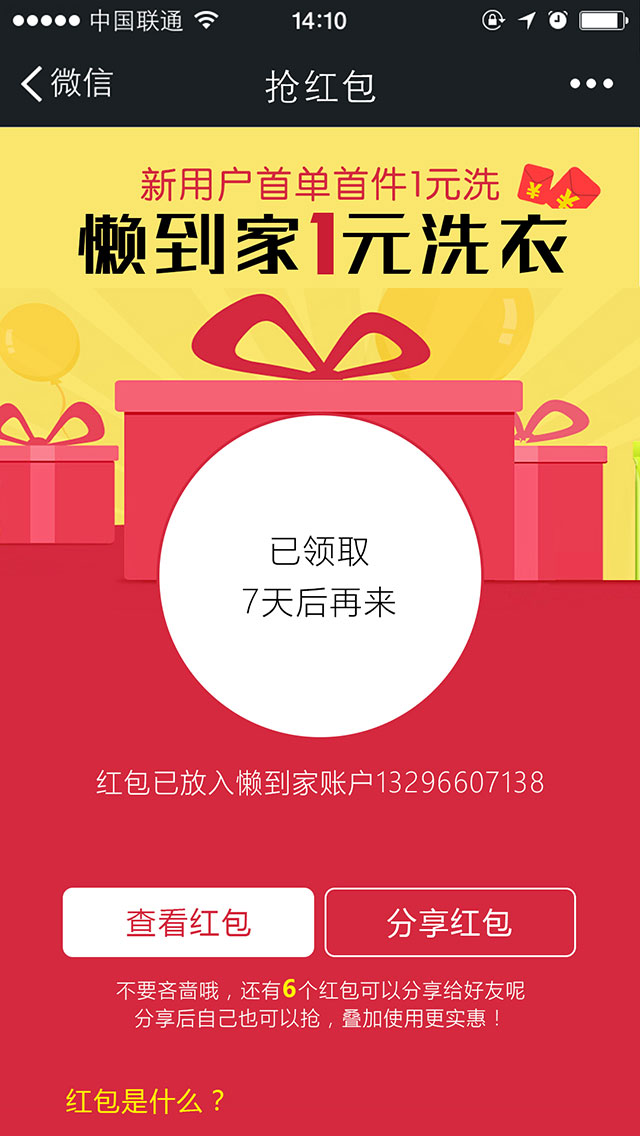 中国联通
14:10
微信
抢红包
新用户首单首件1元洗
懒到家1元洗衣
已领取
7天后再来
红包已放入懒到家账户13296607138
查看红包
分享红包
不要吝啬哦，还有6个红包可以分享给好友呢
分享后自己也可以抢，叠加使用更实惠！
红包是什么？